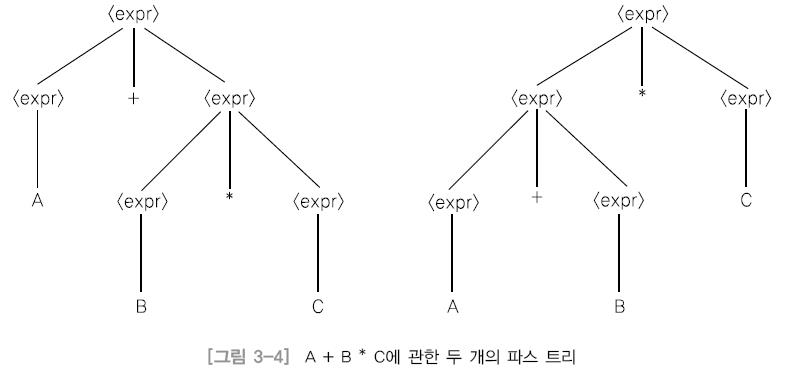 〈expr〉 〈expr〉
〈expr〉 + 〈expr〉 〈expr〉 * 〈expr〉
A 〈expr〉 * 〈expr〉 〈expr〉 + 〈expr〉 C
B C A B
[그림 3-4] A + B * C에 관한 두 개의 파스 트리